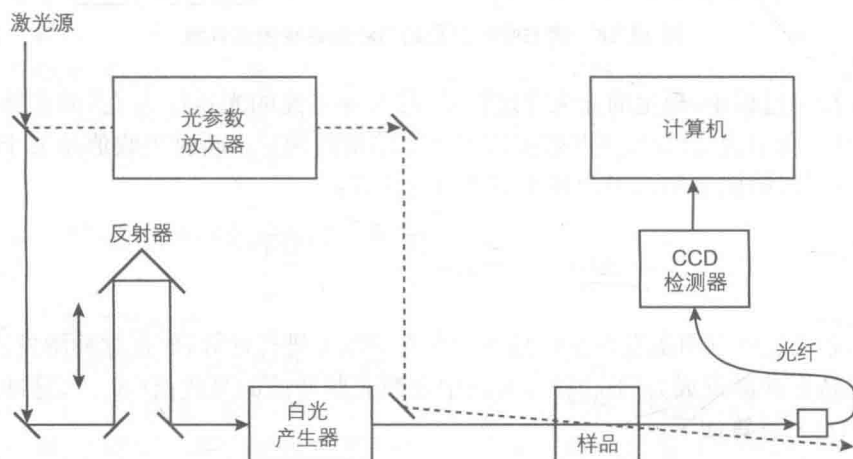 激光源
光参数
放大器
计算机
反射器
CCD
检测器
光纤
白光
产生器
样品